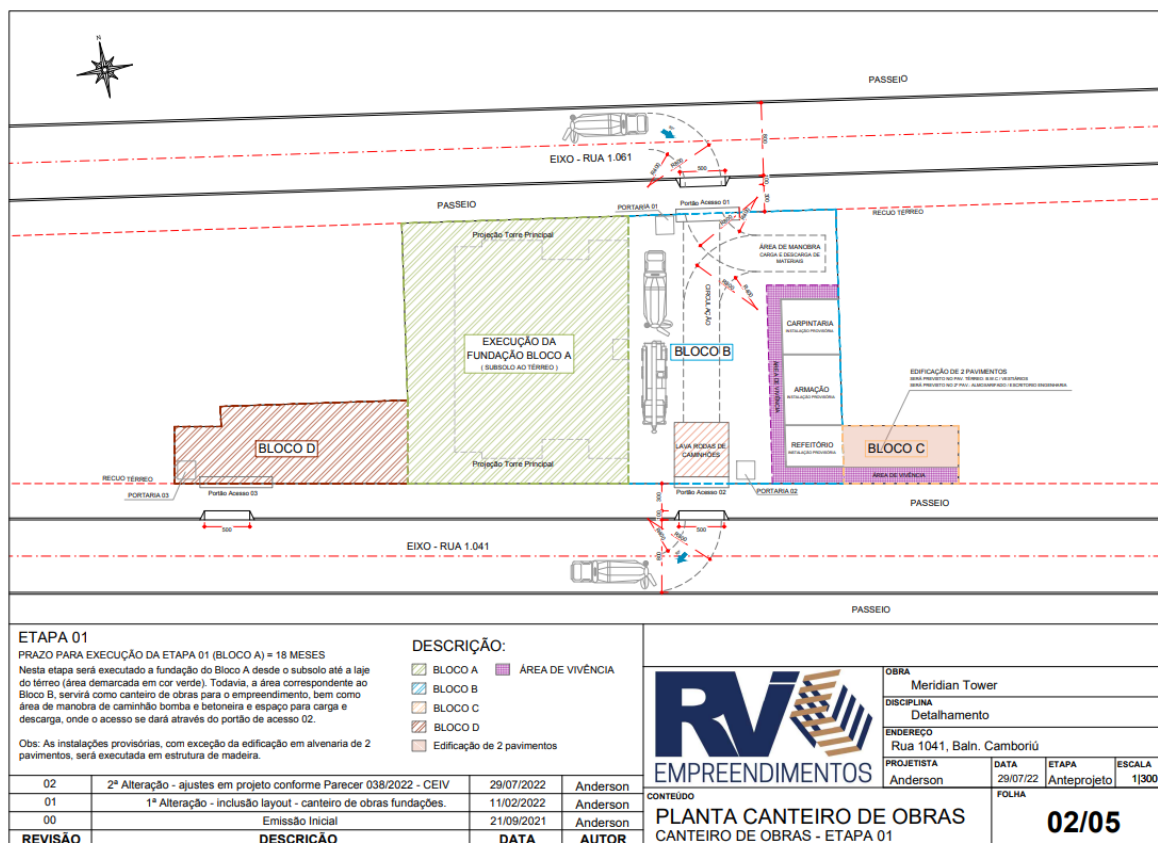 N
PASSEIO
EIXO - RUA 1.061
500
PASSEIO
PORTARIA 01
Portão Acesso 01
RECUO TÉRREO
Projeção Torre Principal
ÁREA DE MANOBRA
CARGA E DESCARGA DE
MATERIAIS
CIRCULAÇÃO
EXECUÇÃO DA
FUNDAÇÃO BLOCO A
( SUBSOLO AO TÉRREO )
BLOCO B
CARPINTARIA
INSTALAÇÃO PROVISÓRIA
ÁREA DE VIVÊNCIA
ARMAÇÃO
INSTALAÇÃO PROVISÓRIA
EDIFICAÇÃO DE 2 PAVIMENTOS
REFEITÓRIO
INSTALAÇÃO PROVISÓRIA
BLOCO C
ÁREA DE VIVÊNCIA
LAVA RODAS DE
CAMINHÕES
BLOCO D
Projeção Torre Principal
RECUO TÉRREO
PORTARIA 03
Portão Acesso 03
Portão Acesso 02
PORTARIA 02
PASSEIO
500
500
EIXO - RUA 1.041
PASSEIO
ETAPA 01
PRAZO PARA EXECUÇÃO DA ETAPA 01 (BLOCO A) = 18 MESES
Nesta etapa será executado a fundação do Bloco A desde o subsolo até a laje
do térreo (área demarcada em cor verde). Todavia, a área correspondente ao
Bloco B, servirá como canteiro de obras para o empreendimento, bem como
área de manobra de caminhão bomba e betoneira e espaço para carga e
descarga, onde o acesso se dará através do portão de acesso 02.
Obs: As instalações provisórias, com exceção da edificação em alvenaria de 2
pavimentos, será executada em estrutura de madeira.
DESCRIÇÃO:
BLOCO A
ÁREA DE VIVÊNCIA
BLOCO B
BLOCO C
BLOCO D
Edificação de 2 pavimentos
02 2ª Alteração - ajustes em projeto conforme Parecer 038/2022 - CEIV 29/07/2022 Anderson
01 1ª Alteração - inclusão layout - canteiro de obras fundações. 11/02/2022 Anderson
00 Emissão Inicial 21/09/2021 Anderson
REVISÃO DESCRIÇÃO DATA AUTOR
RV
EMPREENDIMENTOS
OBRA
Meridian Tower
DISCIPLINA
Detalhamento
ENDEREÇO
Rua 1041, Baln. Camboriú
PROJETISTA DATA ETAPA ESCALA
Anderson 29/07/22 Anteprojeto 1|300
CONTEÚDO
PLANTA CANTEIRO DE OBRAS
CANTEIRO DE OBRAS - ETAPA 01
FOLHA
02/05